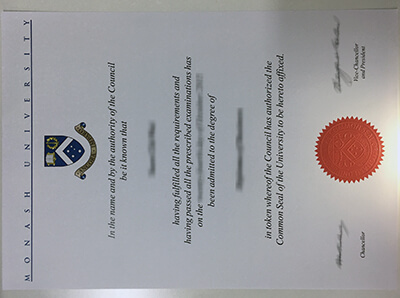 MONASH UNIVERSITY
In the name and by the authority of the Council
be it known that
having fulfilled all the requirements and
having passed all the prescribed examinations has
on the
been admitted to the degree of
in token whereof the Council has authorized the
Common Seal of the University to be hereto affixed.
Chancellor
Vice-Chancellor
and President